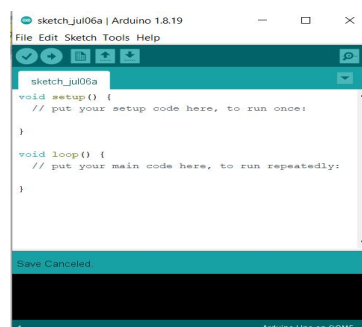 sketch_jul06a | Arduino 1.8.19
File Edit Sketch Tools Help
sketch_jul06a
void setup() {
// put your setup code here, to run once:
}
void loop() {
// put your main code here, to run repeatedly:
}
Save Canceled.